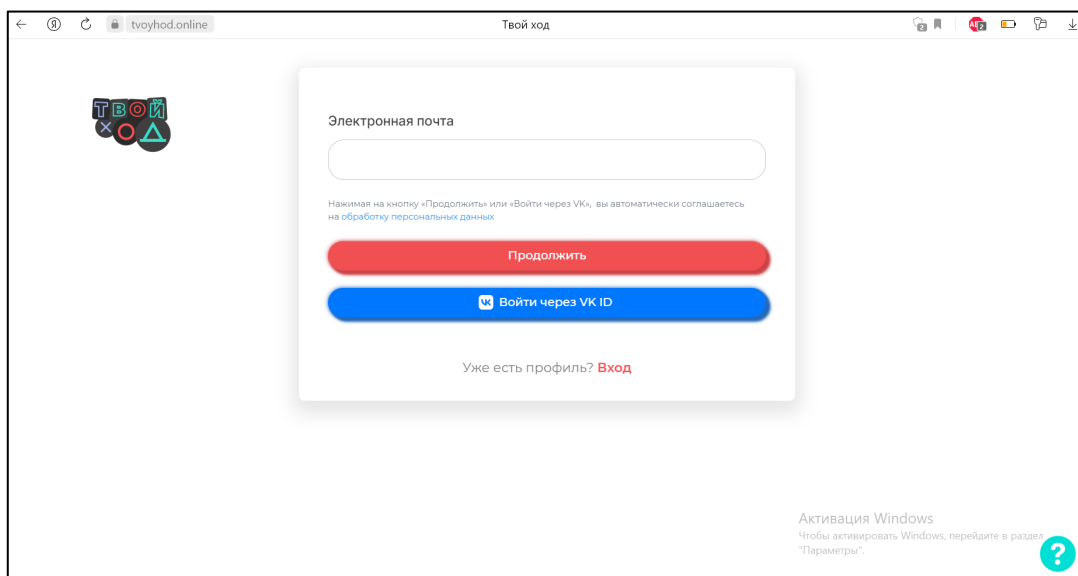 tvoyhod.online
Твой ход
2
2
ТВОЙ
ХОД
Электронная почта
Нажимая на кнопку «Продолжить» или «Войти через VK», вы автоматически соглашаетесь
на обработку персональных данных
Продолжить
Войти через VK ID
Уже есть профиль? Вход
Активация Windows
Чтобы активировать Windows, перейдите в раздел
"Параметры".
?